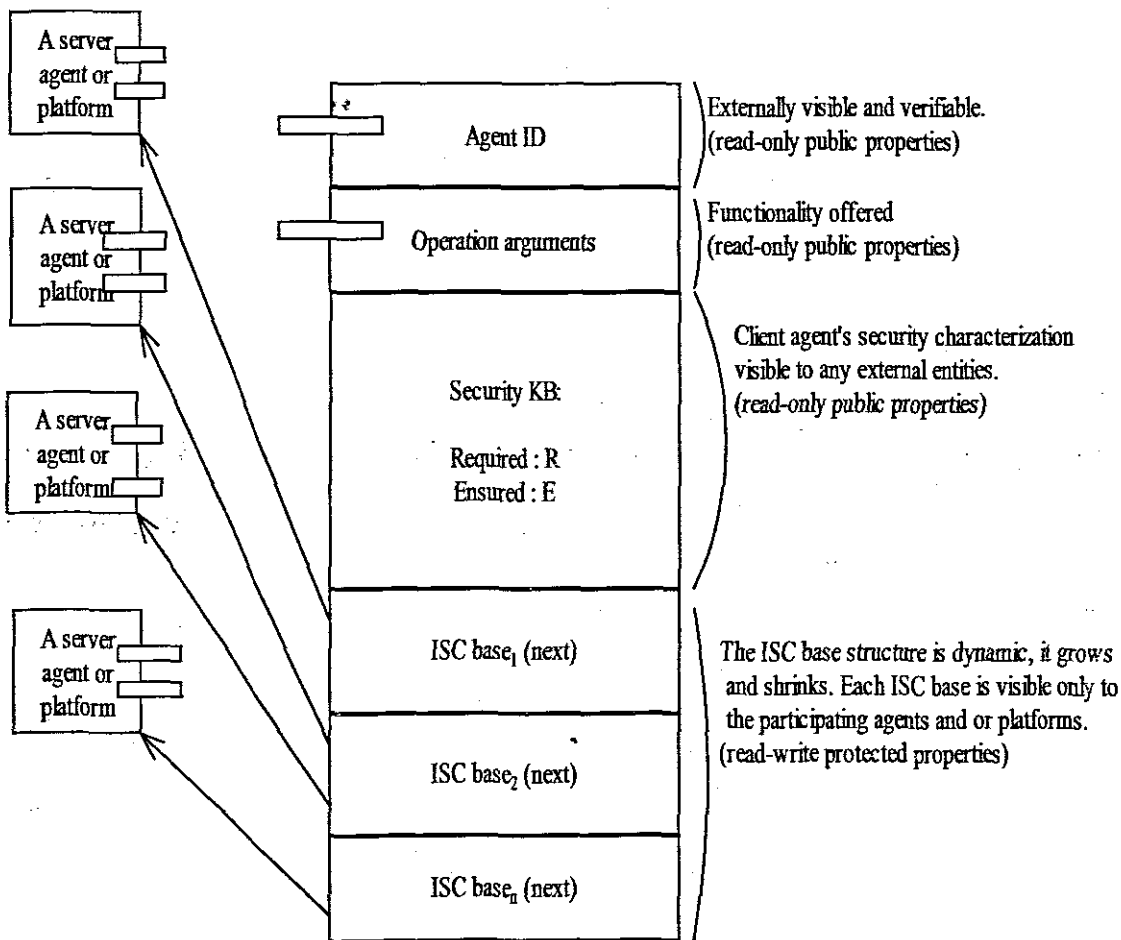 A server
agent or
platform
A server
agent or
platform
A server
agent or
platform
A server
agent or
platform
Agent ID
Operation arguments
Security KB:
Required : R
Ensured : E
ISC base₁ (next)
ISC base₂ (next)
ISC baseₙ (next)
Externally visible and verifiable.
(read-only public properties)
Functionality offered
(read-only public properties)
Client agent's security characterization
visible to any external entities.
(read-only public properties)
The ISC base structure is dynamic, it grows
and shrinks. Each ISC base is visible only to
the participating agents and or platforms.
(read-write protected properties)